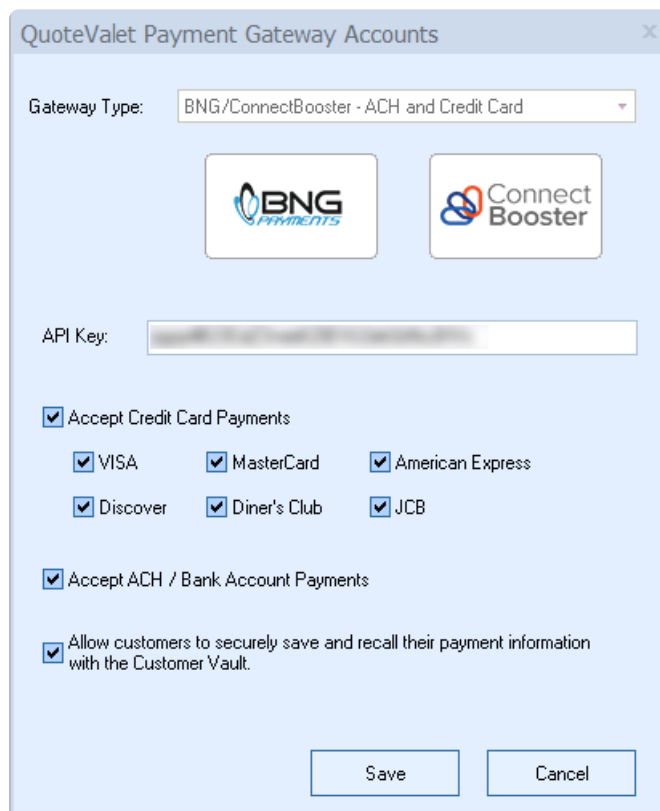 QuoteValet Payment Gateway Accounts
Gateway Type: BNG/ConnectBooster - ACH and Credit Card
BNG
PAYMENTS
Connect
Booster
API Key:
Accept Credit Card Payments
VISA MasterCard American Express
Discover Diner's Club JCB
Accept ACH / Bank Account Payments
Allow customers to securely save and recall their payment information
with the Customer Vault.
Save Cancel